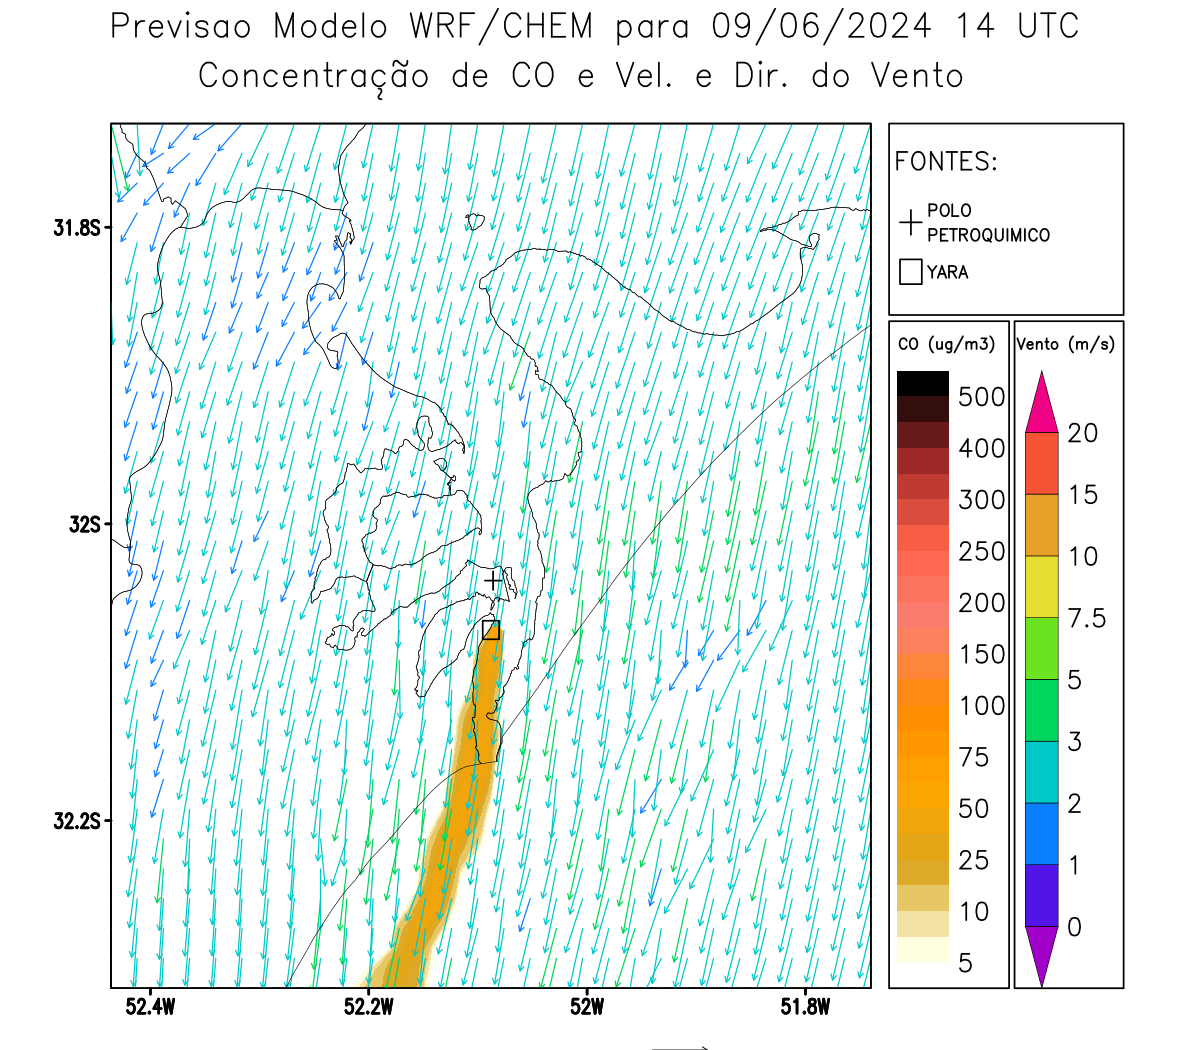 Previsao Modelo WRF/CHEM para 09/06/2024 14 UTC
Concentração de CO e Vel. e Dir. do Vento
FONTES:
POLO
PETROQUIMICO
YARA
CO (ug/m3)
500
400
300
250
200
150
100
75
50
25
10
5
Vento (m/s)
20
15
10
7.5
5
3
2
1
0
31.8S
32S
32.2S
52.4W
52.2W
52W
51.8W